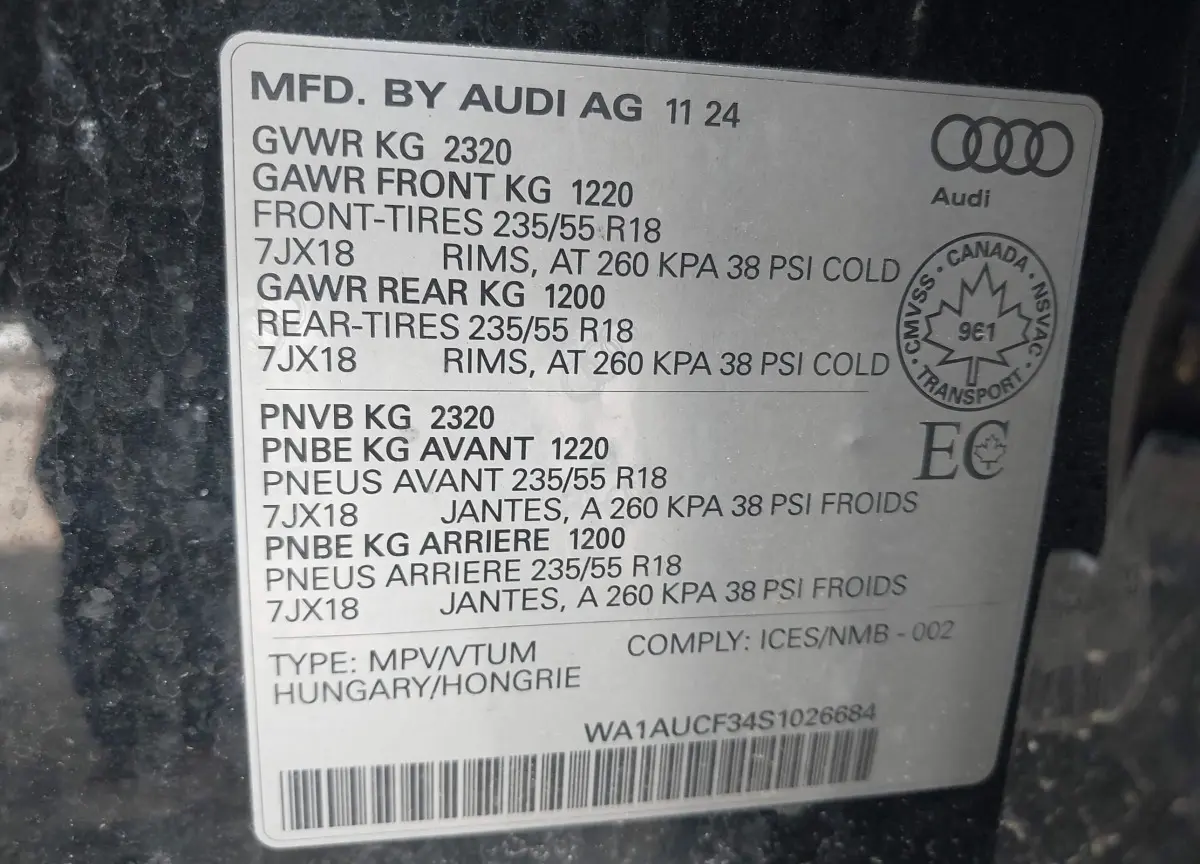 MFD. BY AUDI AG 11 24
GVWR KG 2320
GAWR FRONT KG 1220
FRONT-TIRES 235/55 R18
7JX18 RIMS, AT 260 KPA 38 PSI COLD
GAWR REAR KG 1200
REAR-TIRES 235/55 R18
7JX18 RIMS, AT 260 KPA 38 PSI COLD
Audi
CANADA · NSVAC · TRANSPORT · CMVSS ·
961
PNVB KG 2320
PNBE KG AVANT 1220
PNEUS AVANT 235/55 R18
7JX18 JANTES, A 260 KPA 38 PSI FROIDS
PNBE KG ARRIERE 1200
PNEUS ARRIERE 235/55 R18
7JX18 JANTES, A 260 KPA 38 PSI FROIDS
EC
TYPE: MPV/VTUM COMPLY: ICES/NMB - 002
HUNGARY/HONGRIE
WA1AUCF34S1026684